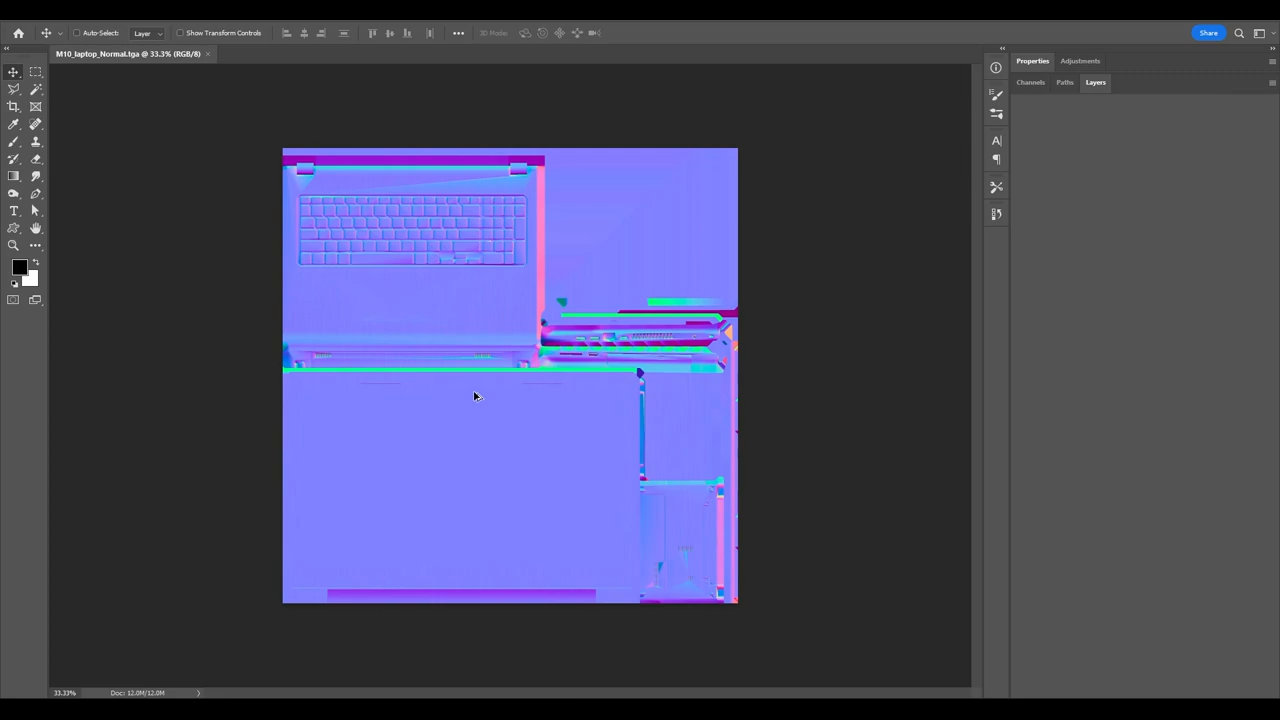 Auto-Select:
Layer
Show Transform Controls
3D Mode:
Share
M10_laptop_Normal.tga @ 33.3% (RGB/8)
Properties
Adjustments
Channels
Paths
Layers
33.33%
Doc: 12.0M/12.0M